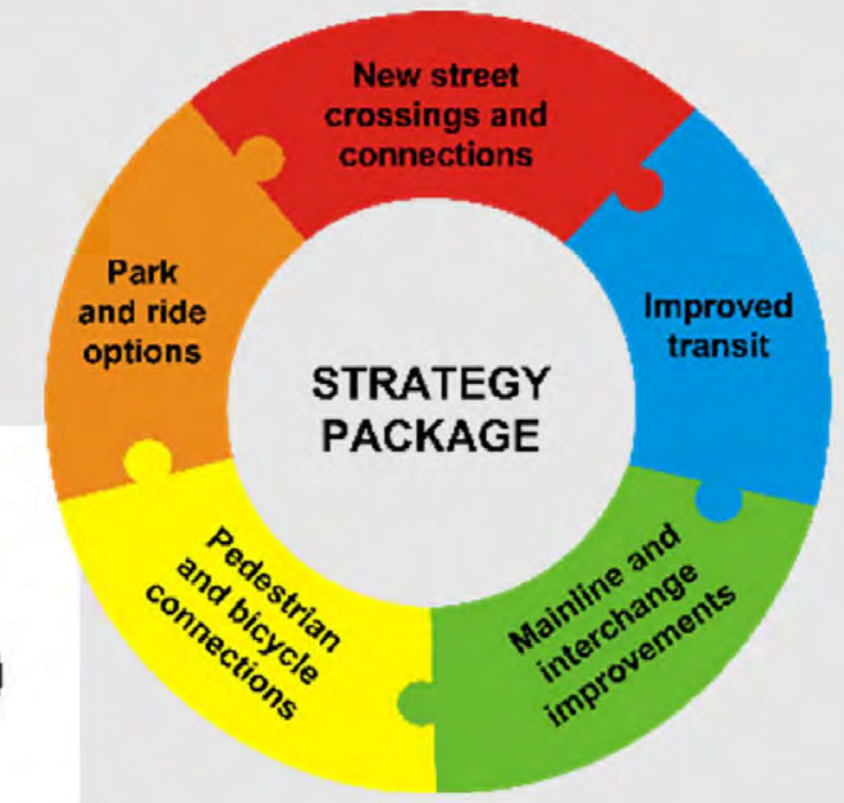 New street
crossings and
connections
Improved
transit
Mainline and
interchange
improvements
Pedestrian
and bicycle
connections
Park
and ride
options
STRATEGY
PACKAGE